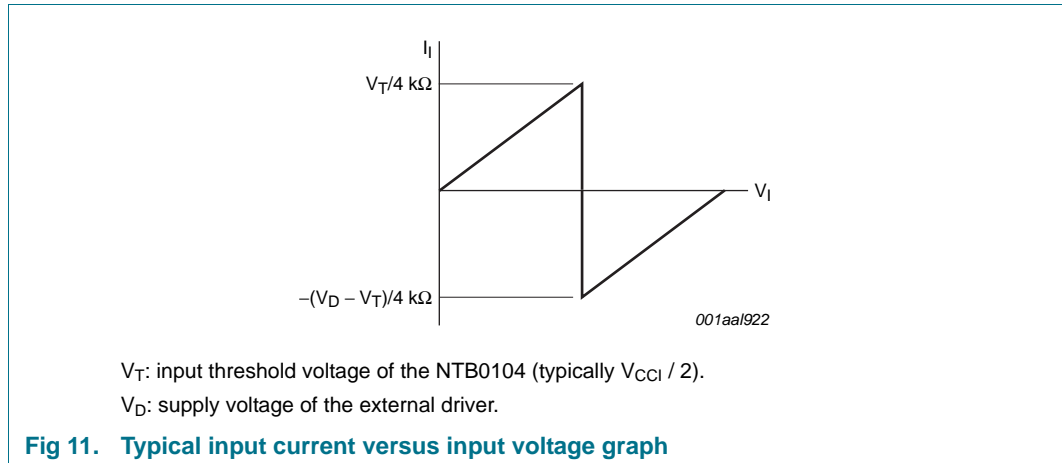 I_I
V_T/4 kΩ
V_I
−(V_D − V_T)/4 kΩ
001aal922
V_T: input threshold voltage of the NTB0104 (typically V_CCI / 2).
V_D: supply voltage of the external driver.
Fig 11. Typical input current versus input voltage graph